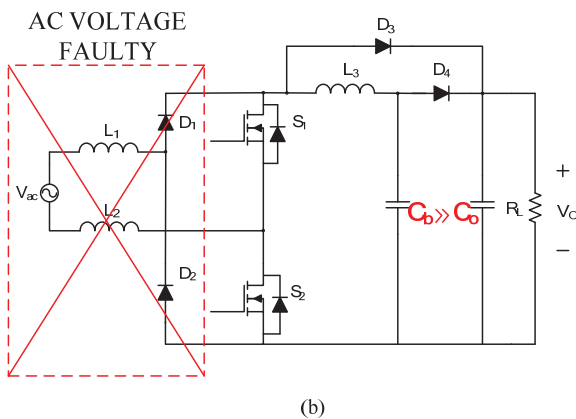 AC VOLTAGE
FAULTY
D3
L3
D4
L1
D1
S1
Vac
L2
Cb >> Co
RL
+
VO
−
D2
S2
(b)